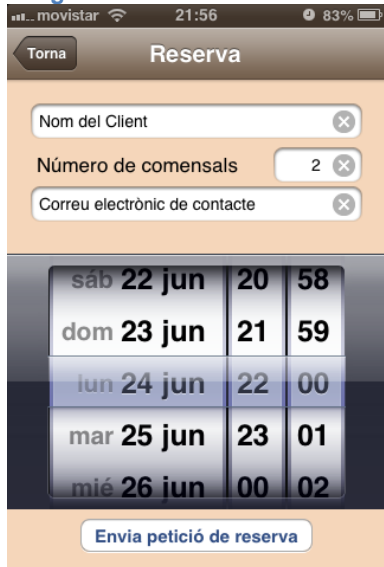 movistar 21:56 83%
Torna Reserva
Nom del Client
Número de comensals 2
Correu electrònic de contacte
sáb 22 jun 20 58
dom 23 jun 21 59
lun 24 jun 22 00
mar 25 jun 23 01
mié 26 jun 00 02
Envia petició de reserva